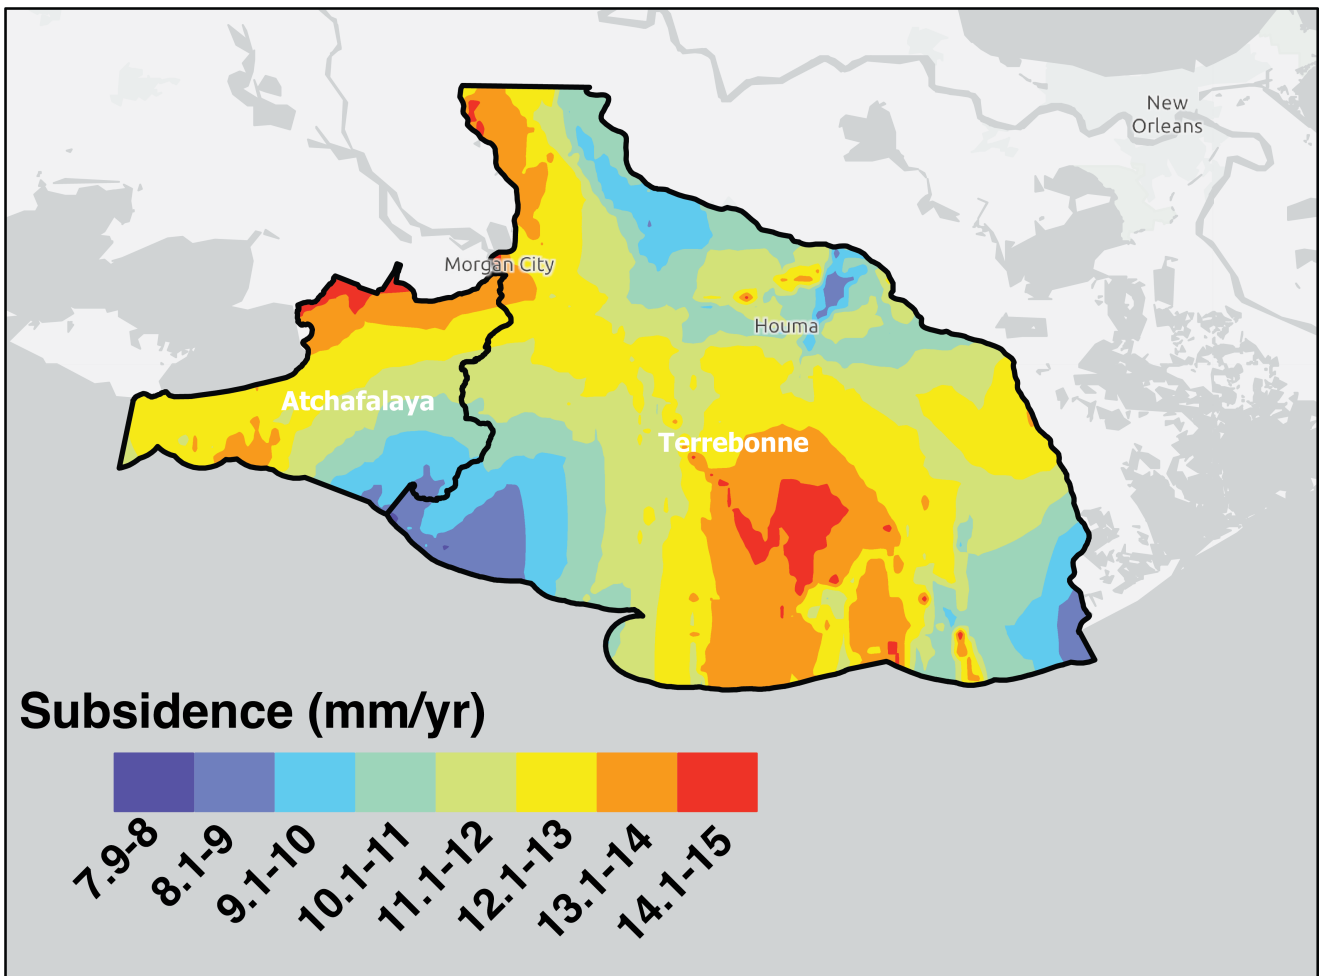 New
Orleans
Morgan City
Houma
Atchafalaya
Terrebonne
Subsidence (mm/yr)
7.9-8
8.1-9
9.1-10
10.1-11
11.1-12
12.1-13
13.1-14
14.1-15